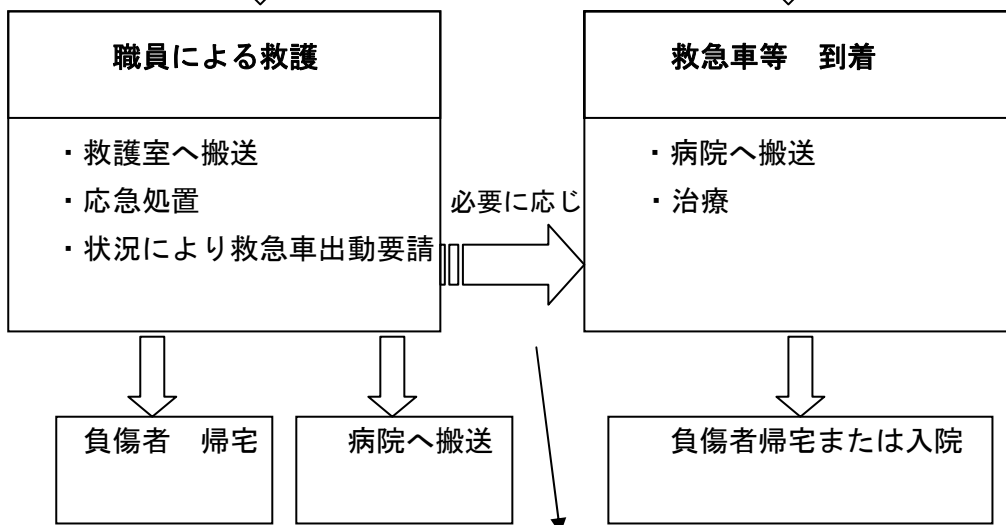 職員による救護
・救護室へ搬送
・応急処置
・状況により救急車出動要請
必要に応じ
救急車等　到着
・病院へ搬送
・治療
負傷者　帰宅
病院へ搬送
負傷者帰宅または入院